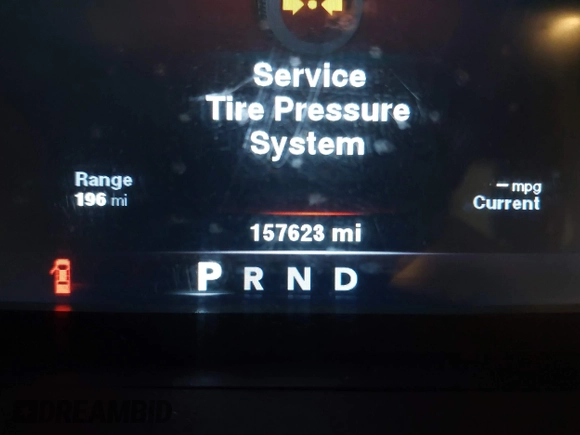 Service
Tire Pressure
System
Range
196 mi
– mpg
Current
157623 mi
P R N D
DREAMBID